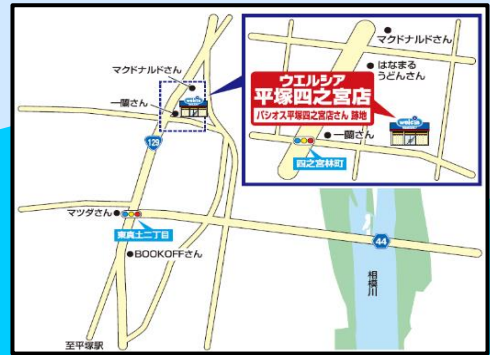 マクドナルドさん
一蘭さん
129
マツダさん
東真土二丁目
BOOKOFFさん
至平塚駅
マクドナルドさん
はなまる
うどんさん
ウエルシア
平塚四之宮店
パシオス平塚四之宮店さん 跡地
一蘭さん
四之宮林町
44
相模川